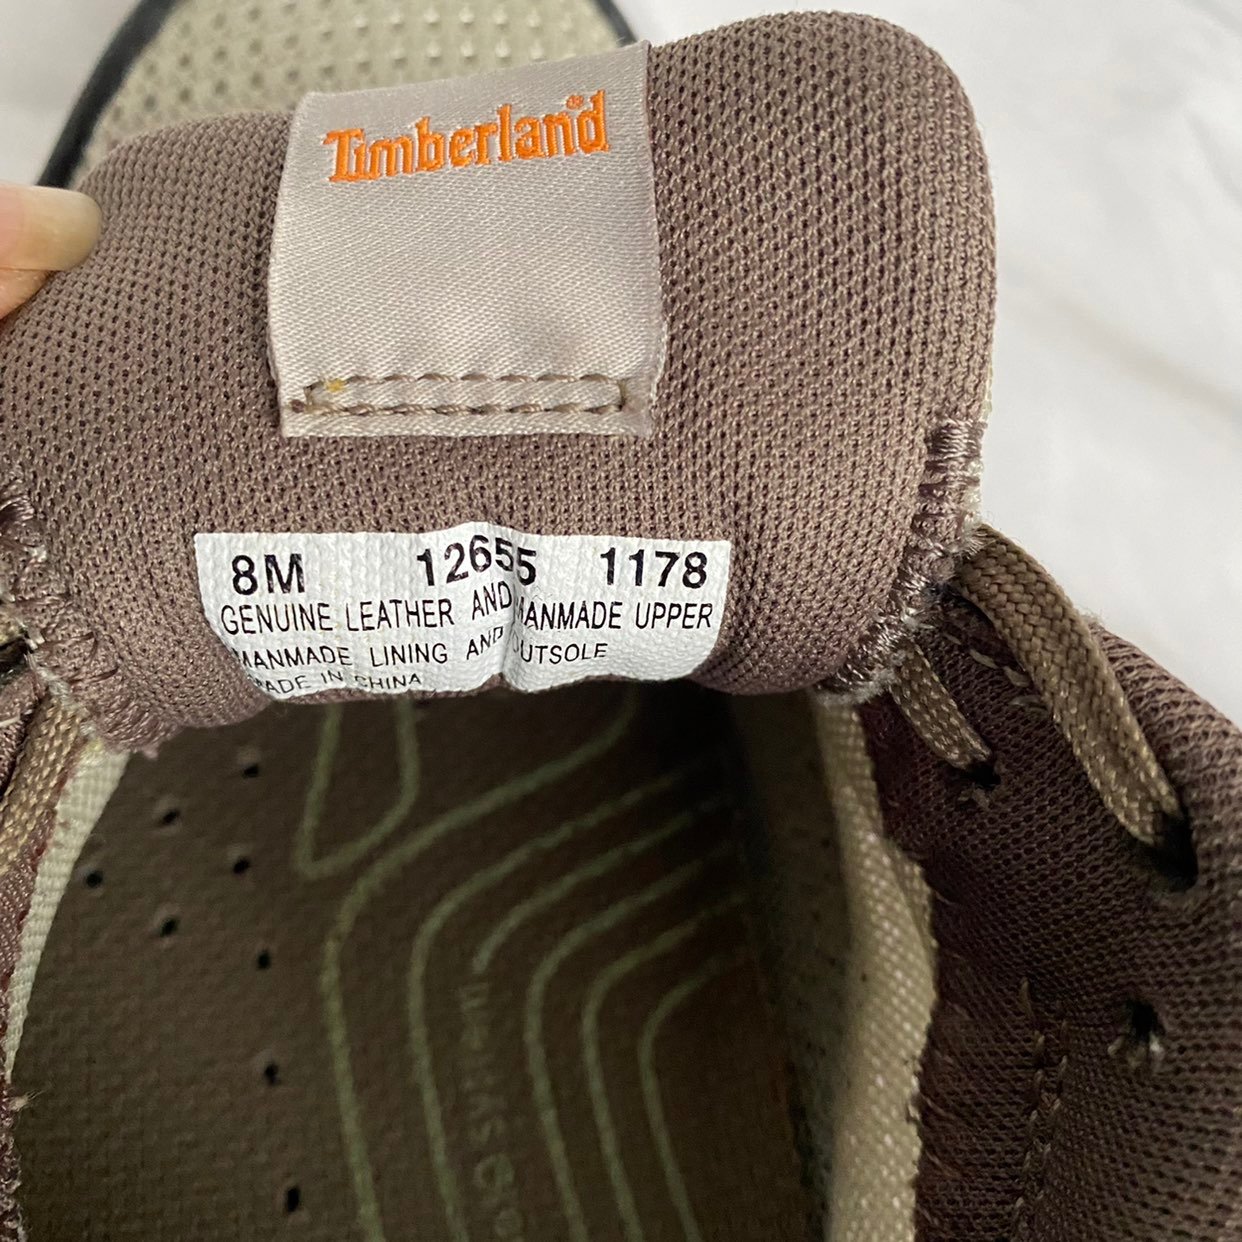 Timberland®
8M 12655 1178
GENUINE LEATHER AND MANMADE UPPER
MANMADE LINING AND OUTSOLE
MADE IN CHINA